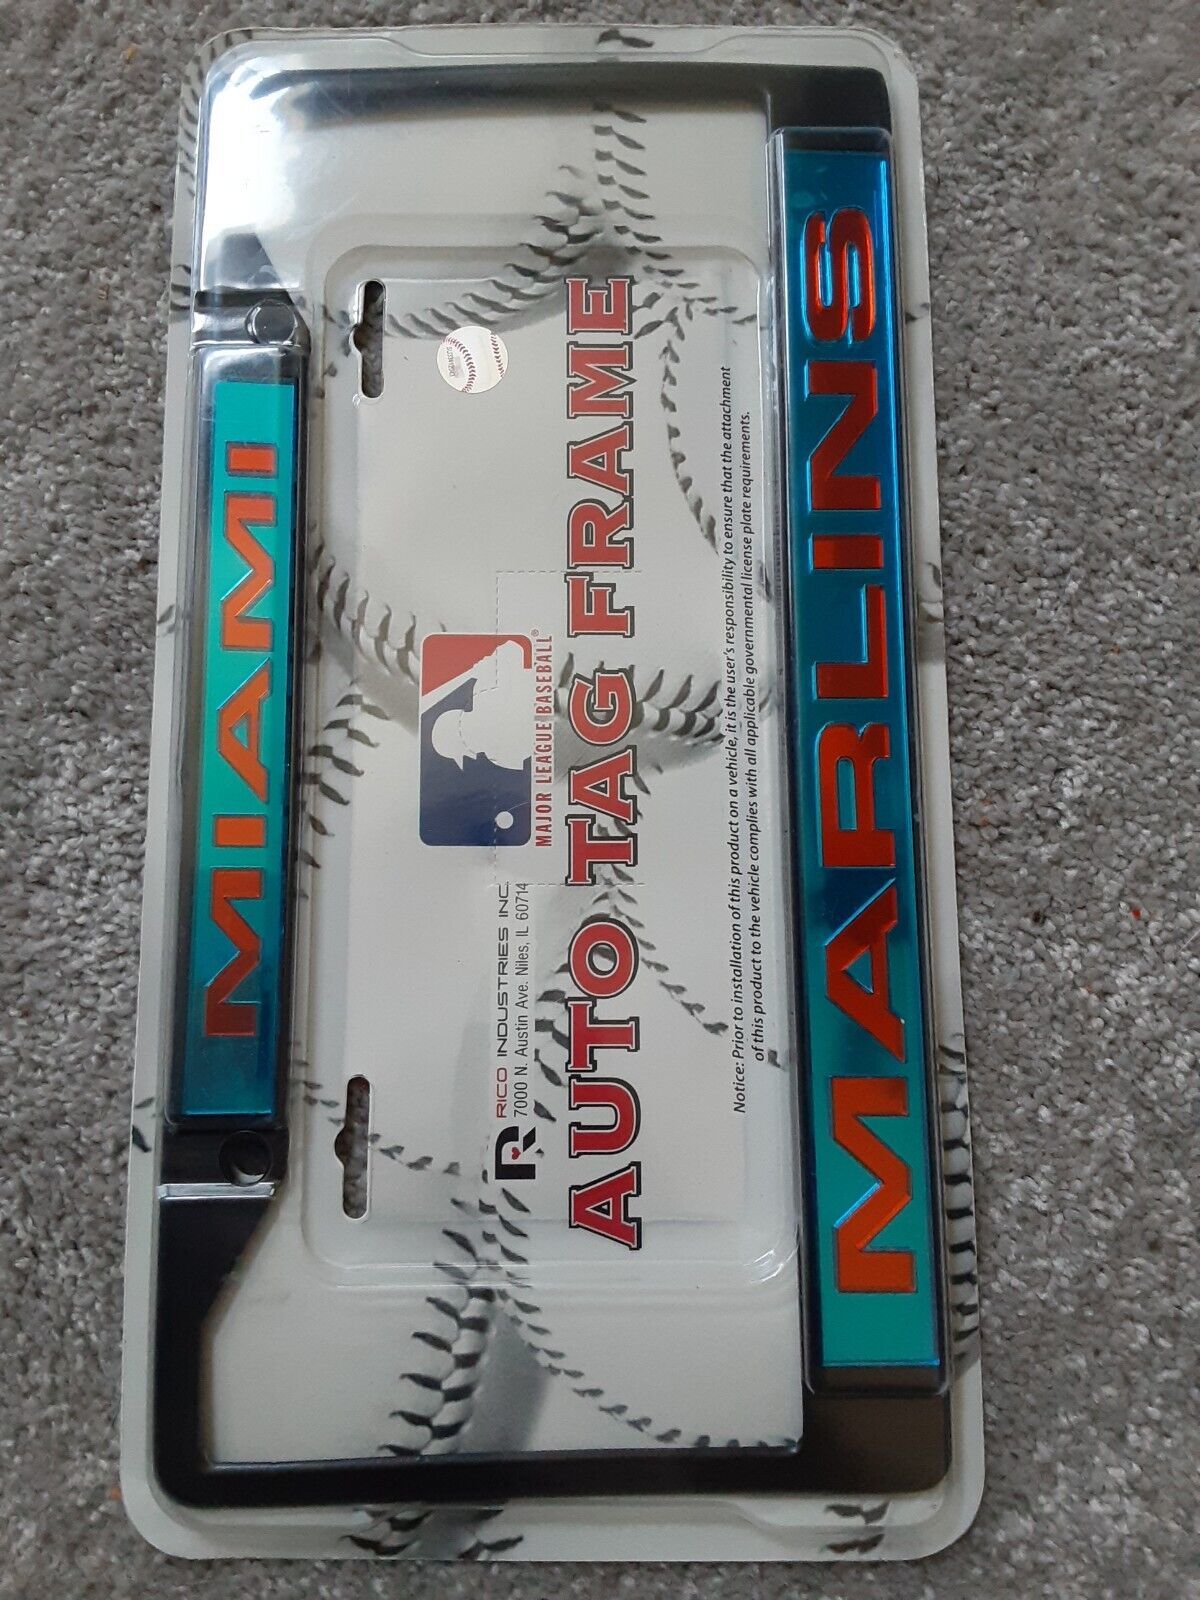 MIAMI
MAJOR LEAGUE BASEBALL®
R RICO INDUSTRIES INC.
7000 N. Austin Ave. Niles, IL 60714
AUTO TAG FRAME
Notice: Prior to installation of this product on a vehicle, it is the user's responsibility to ensure that the attachment
of this product to the vehicle complies with all applicable governmental license plate requirements.
MARLINS